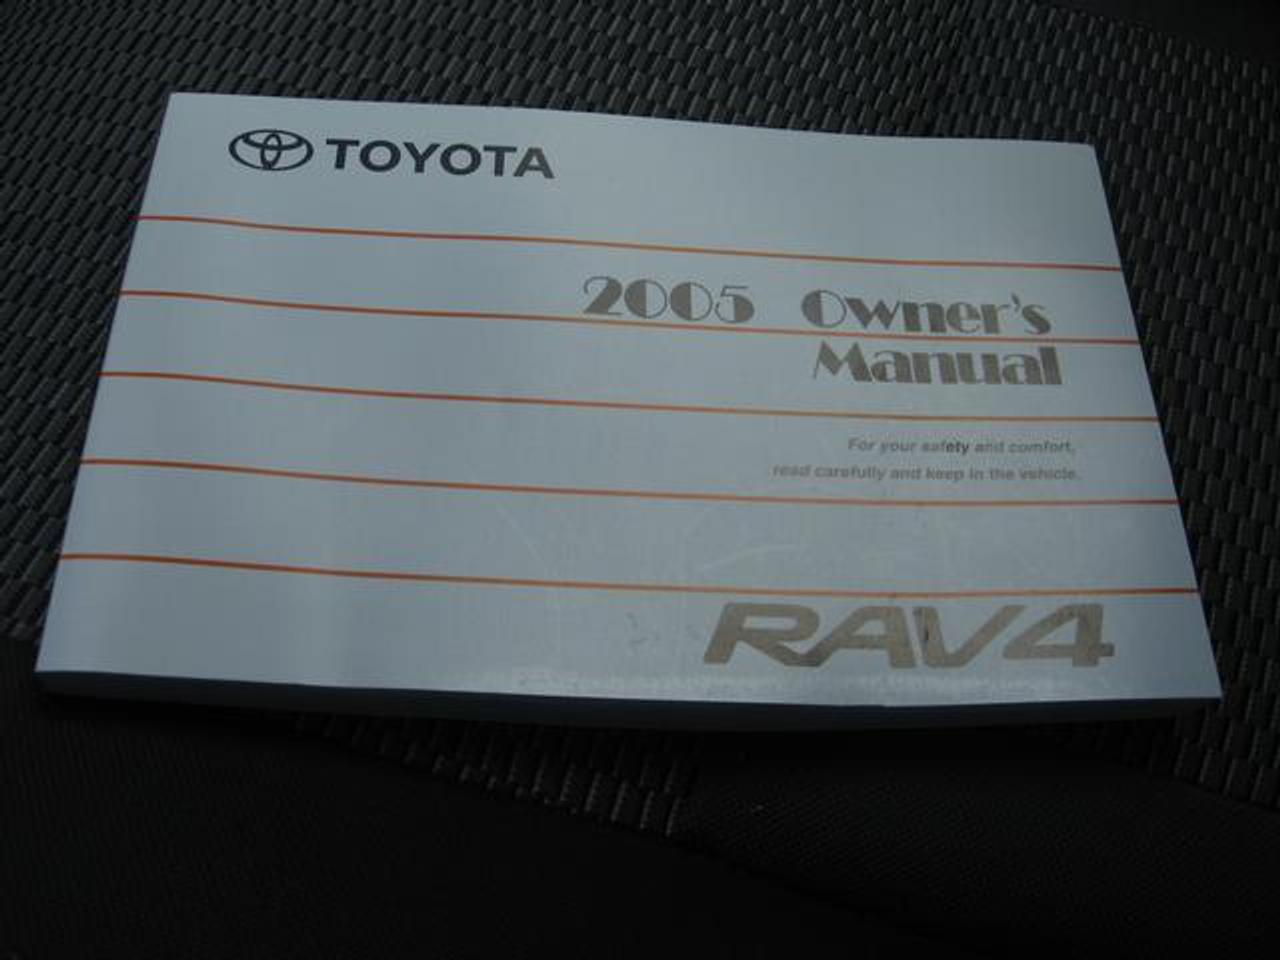 TOYOTA
2005 Owner's
Manual
For your safety and comfort,
read carefully and keep in the vehicle.
RAV4